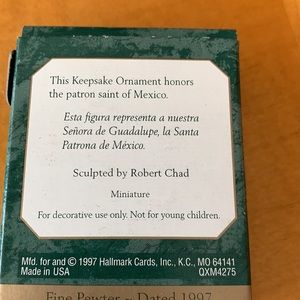 This Keepsake Ornament honors
the patron saint of Mexico.
Esta figura representa a nuestra
Señora de Guadalupe, la Santa
Patrona de México.
Sculpted by Robert Chad
Miniature
For decorative use only. Not for young children.
Mfd. for and © 1997 Hallmark Cards, Inc., K.C., MO 64141
Made in USA QXM4275
Fine Pewter ~ Dated 1997